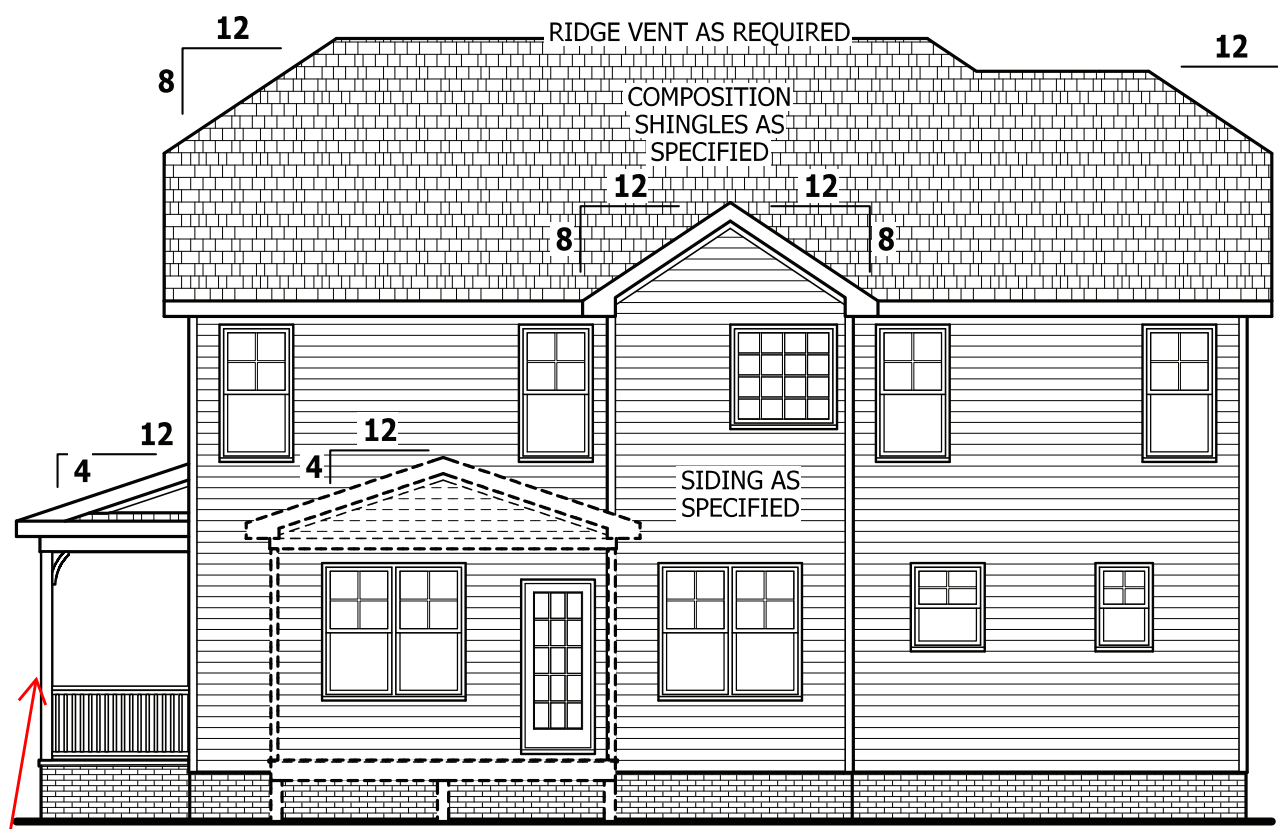 12
RIDGE VENT AS REQUIRED
12
8
COMPOSITION
SHINGLES AS
SPECIFIED
12
12
8
8
12
12
4
4
SIDING AS
SPECIFIED